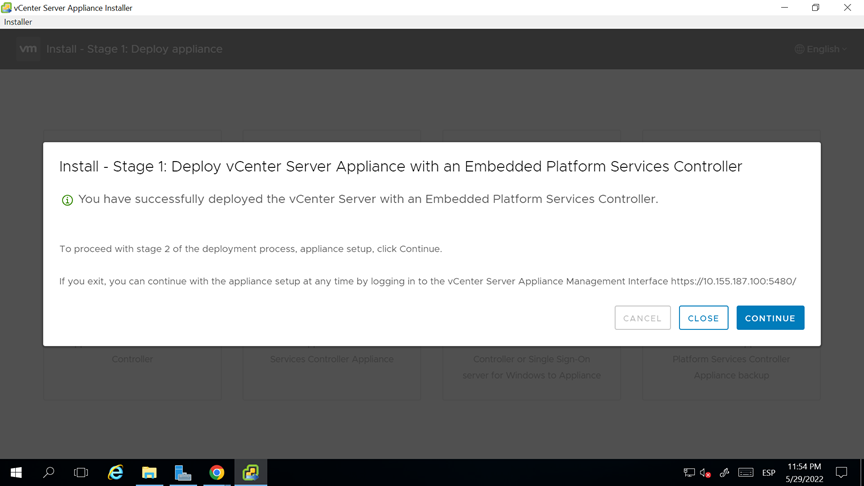 vCenter Server Appliance Installer
Installer
vm Install - Stage 1: Deploy appliance
English
Install - Stage 1: Deploy vCenter Server Appliance with an Embedded Platform Services Controller
You have successfully deployed the vCenter Server with an Embedded Platform Services Controller.
To proceed with stage 2 of the deployment process, appliance setup, click Continue.
If you exit, you can continue with the appliance setup at any time by logging in to the vCenter Server Appliance Management Interface https://10.155.187.100:5480/
CANCEL CLOSE CONTINUE
Controller Services Controller Appliance Controller or Single Sign-On Platform Services Controller
server for Windows to Appliance Appliance backup
ESP
11:54 PM
5/29/2022